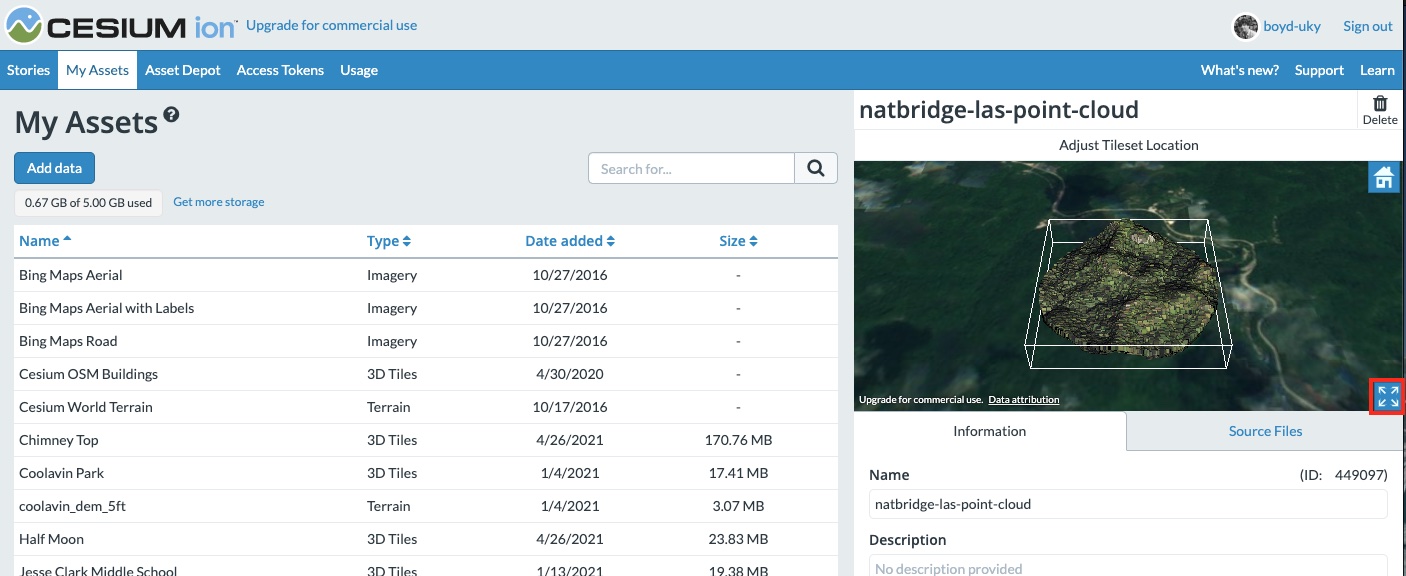 CESIUM ion Upgrade for commercial use boyd-uky Sign out
Stories My Assets Asset Depot Access Tokens Usage What's new? Support Learn
My Assets ?
natbridge-las-point-cloud
Delete
Add data
Search for...
0.67 GB of 5.00 GB used Get more storage
Name Type Date added Size
Bing Maps Aerial Imagery 10/27/2016 -
Bing Maps Aerial with Labels Imagery 10/27/2016 -
Bing Maps Road Imagery 10/27/2016 -
Cesium OSM Buildings 3D Tiles 4/30/2020 -
Cesium World Terrain Terrain 10/17/2016 -
Chimney Top 3D Tiles 4/26/2021 170.76 MB
Coolavin Park 3D Tiles 1/4/2021 17.41 MB
coolavin_dem_5ft Terrain 1/4/2021 3.07 MB
Half Moon 3D Tiles 4/26/2021 23.83 MB
Jesse Clark Middle School 3D Tiles 1/13/2021 19.38 MB
Adjust Tileset Location
Upgrade for commercial use. Data attribution
Information Source Files
Name (ID: 449097)
natbridge-las-point-cloud
Description
No description provided